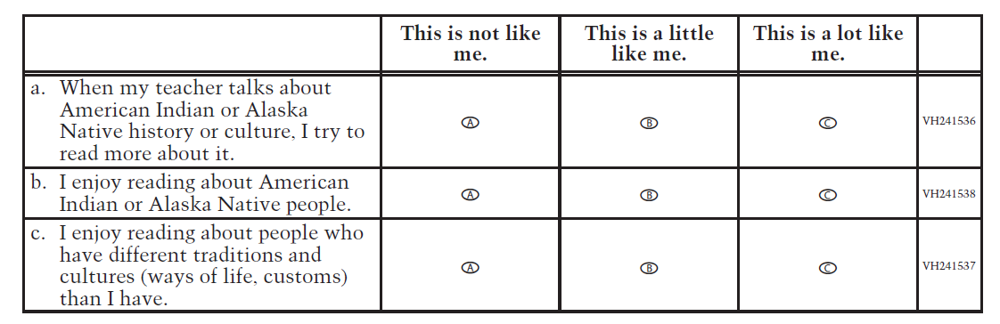 This is not like me.
This is a little like me.
This is a lot like me.
a. When my teacher talks about
American Indian or Alaska
Native history or culture, I try to
read more about it.
A
B
C
VH241536
b. I enjoy reading about American
Indian or Alaska Native people.
A
B
C
VH241538
c. I enjoy reading about people who
have different traditions and
cultures (ways of life, customs)
than I have.
A
B
C
VH241537